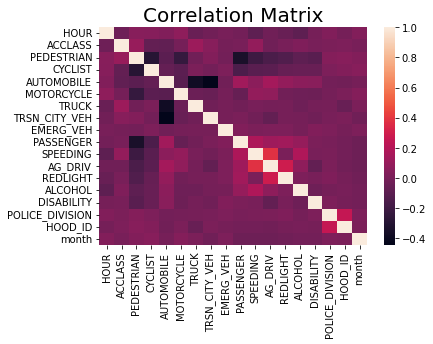 Correlation Matrix
HOUR
ACCLASS
PEDESTRIAN
CYCLIST
AUTOMOBILE
MOTORCYCLE
TRUCK
TRSN_CITY_VEH
EMERG_VEH
PASSENGER
SPEEDING
AG_DRIV
REDLIGHT
ALCOHOL
DISABILITY
POLICE_DIVISION
HOOD_ID
month
HOUR
ACCLASS
PEDESTRIAN
CYCLIST
AUTOMOBILE
MOTORCYCLE
TRUCK
TRSN_CITY_VEH
EMERG_VEH
PASSENGER
SPEEDING
AG_DRIV
REDLIGHT
ALCOHOL
DISABILITY
POLICE_DIVISION
HOOD_ID
month
1.0
0.8
0.6
0.4
0.2
0.0
−0.2
−0.4